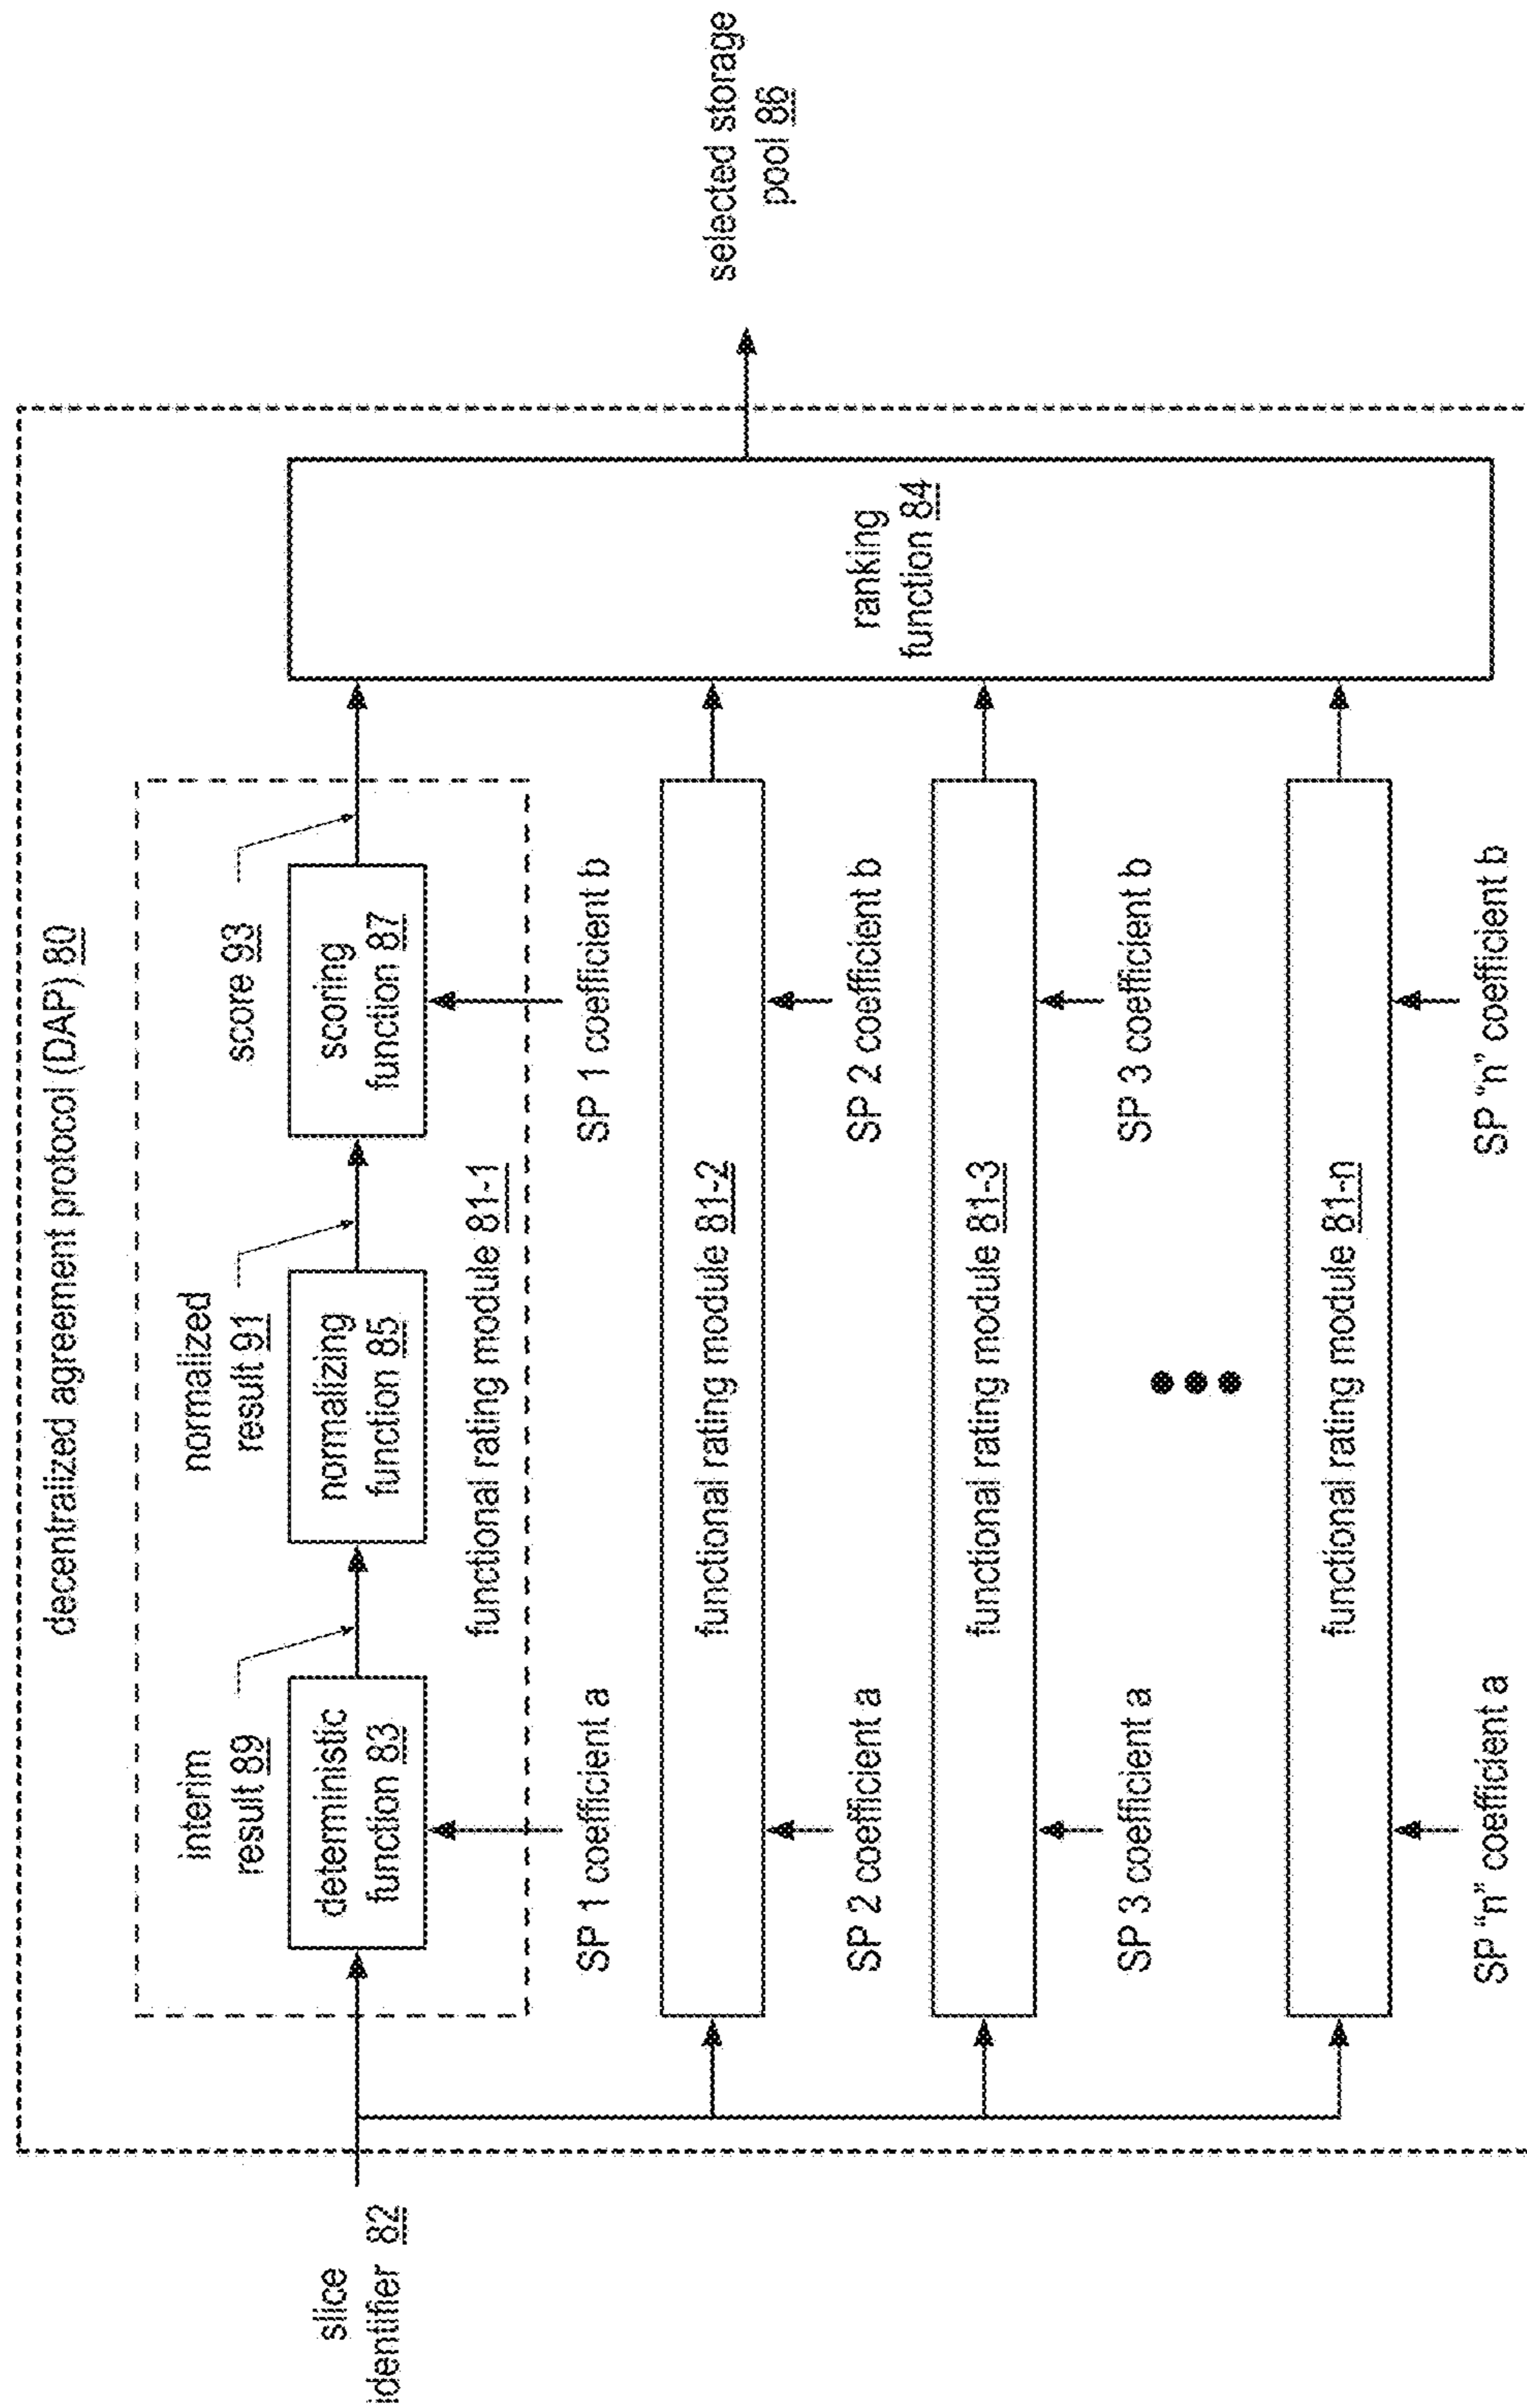 decentralized agreement protocol (DAP) 80
slice
identifier 82
interim
result 89
normalized
result 91
score 93
deterministic
function 83
normalizing
function 85
scoring
function 87
functional rating module 81-1
SP 1 coefficient a
SP 1 coefficient b
functional rating module 81-2
SP 2 coefficient a
SP 2 coefficient b
functional rating module 81-3
SP 3 coefficient a
SP 3 coefficient b
functional rating module 81-n
SP "n" coefficient a
SP "n" coefficient b
ranking
function 84
selected storage
pool 86